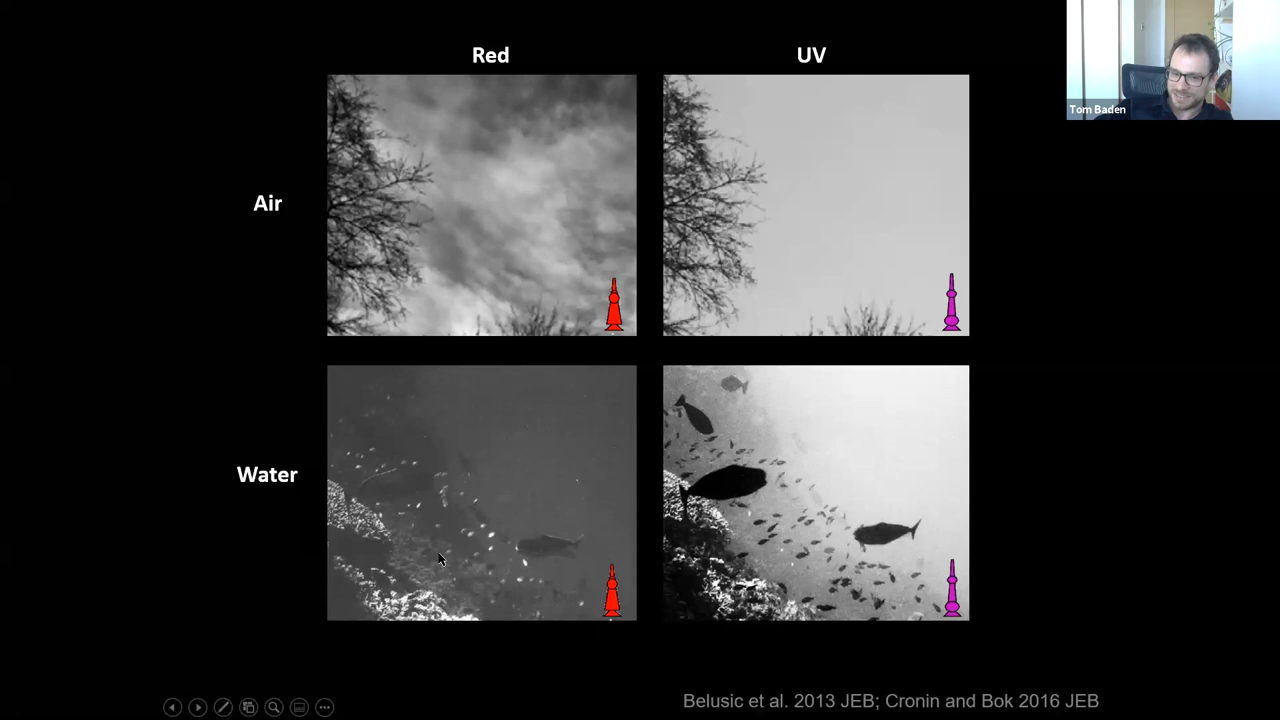 Red
UV
Tom Baden
Air
Water
Belusic et al. 2013 JEB; Cronin and Bok 2016 JEB